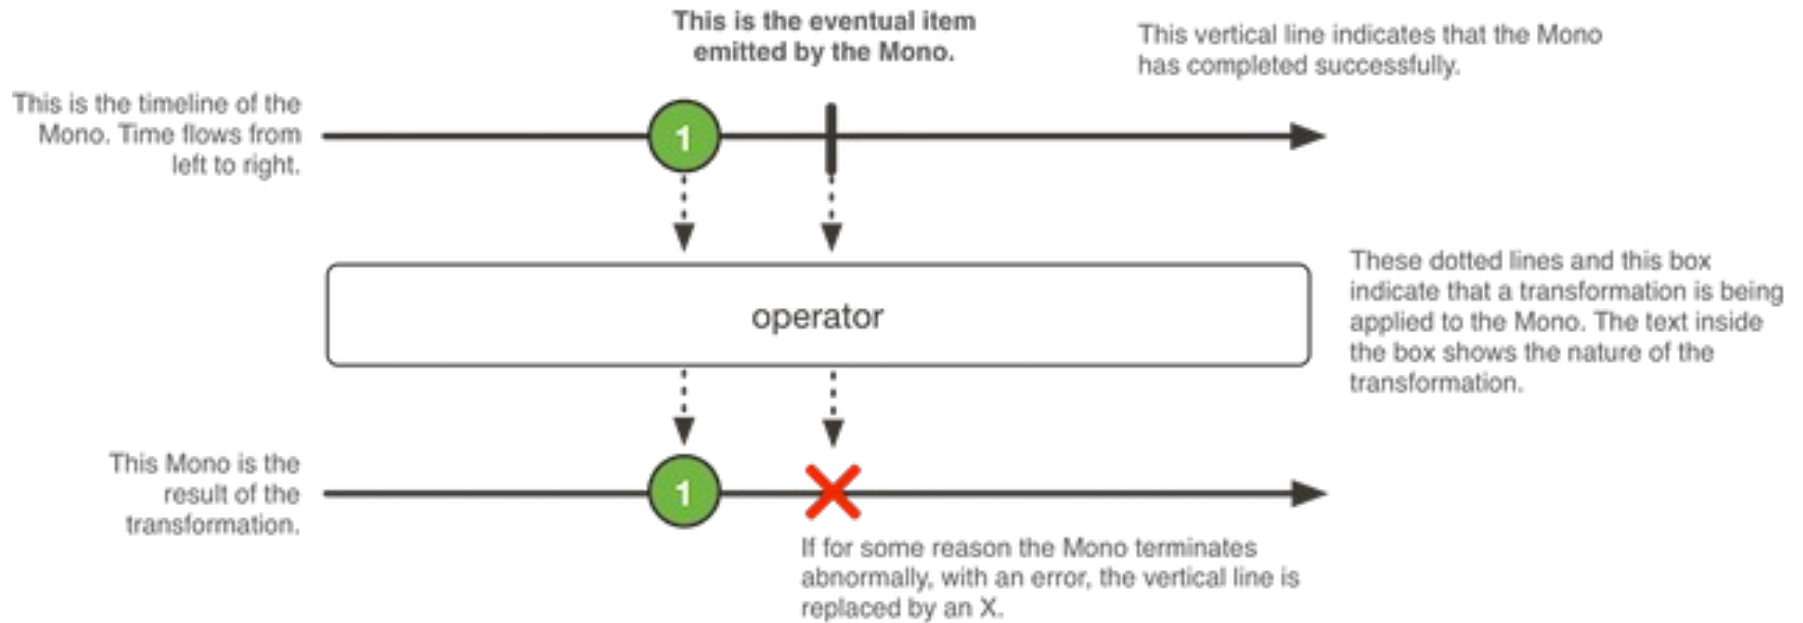 This is the eventual item
emitted by the Mono.
This vertical line indicates that the Mono
has completed successfully.
This is the timeline of the
Mono. Time flows from
left to right.
1
operator
These dotted lines and this box
indicate that a transformation is being
applied to the Mono. The text inside
the box shows the nature of the
transformation.
This Mono is the
result of the
transformation.
1
If for some reason the Mono terminates
abnormally, with an error, the vertical line is
replaced by an X.